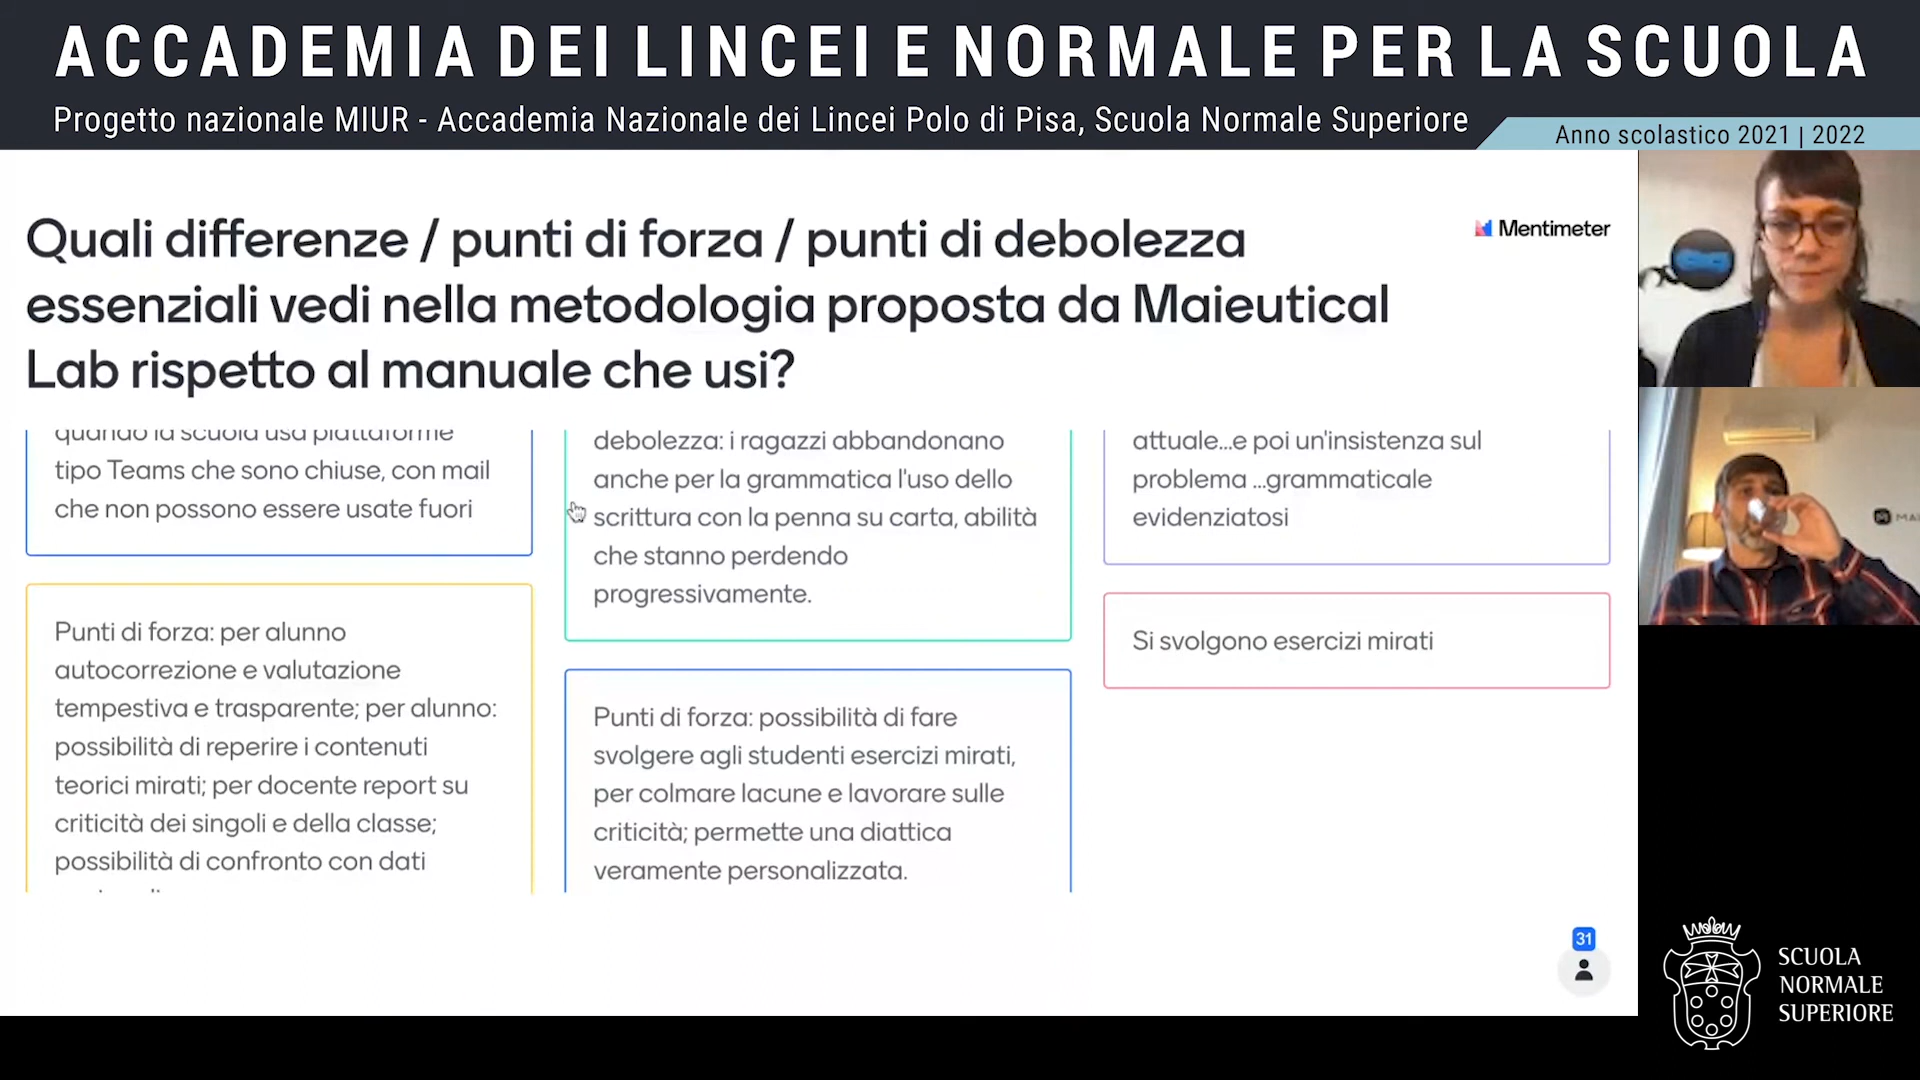 ACCADEMIA DEI LINCEI E NORMALE PER LA SCUOLA
Progetto nazionale MIUR - Accademia Nazionale dei Lincei Polo di Pisa, Scuola Normale Superiore
Anno scolastico 2021 | 2022
Quali differenze / punti di forza / punti di debolezza
essenziali vedi nella metodologia proposta da Maieutical
Lab rispetto al manuale che usi?
Mentimeter
quando la scuola usa piattaforme
tipo Teams che sono chiuse, con mail
che non possono essere usate fuori
Punti di forza: per alunno
autocorrezione e valutazione
tempestiva e trasparente; per alunno:
possibilità di reperire i contenuti
teorici mirati; per docente report su
criticità dei singoli e della classe;
possibilità di confronto con dati
debolezza: i ragazzi abbandonano
anche per la grammatica l'uso dello
scrittura con la penna su carta, abilità
che stanno perdendo
progressivamente.
Punti di forza: possibilità di fare
svolgere agli studenti esercizi mirati,
per colmare lacune e lavorare sulle
criticità; permette una diattica
veramente personalizzata.
attuale...e poi un'insistenza sul
problema ...grammaticale
evidenziatosi
Si svolgono esercizi mirati
31
SCUOLA
NORMALE
SUPERIORE